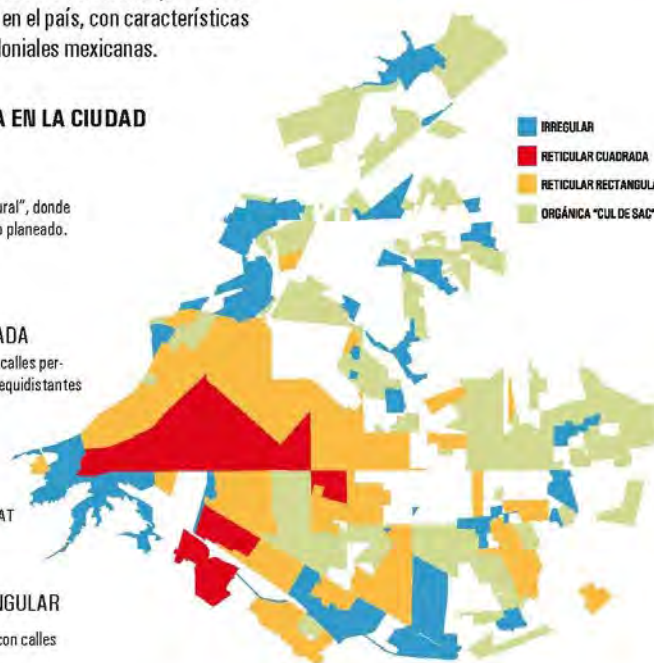 en el país, con características
loniales mexicanas.
A EN LA CIUDAD
ural”, donde
o planeado.
ADA
calles per-
equidistantes
AT
NGULAR
con calles
IRREGULAR
RETICULAR CUADRADA
RETICULAR RECTANGULA
ORGÁNICA “CUL DE SAC”